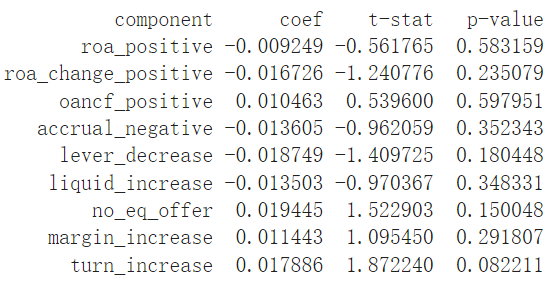 component coef t-stat p-value
roa_positive -0.009249 -0.561765 0.583159
roa_change_positive -0.016726 -1.240776 0.235079
oancf_positive 0.010463 0.539600 0.597951
accrual_negative -0.013605 -0.962059 0.352343
lever_decrease -0.018749 -1.409725 0.180448
liquid_increase -0.013503 -0.970367 0.348331
no_eq_offer 0.019445 1.522903 0.150048
margin_increase 0.011443 1.095450 0.291807
turn_increase 0.017886 1.872240 0.082211